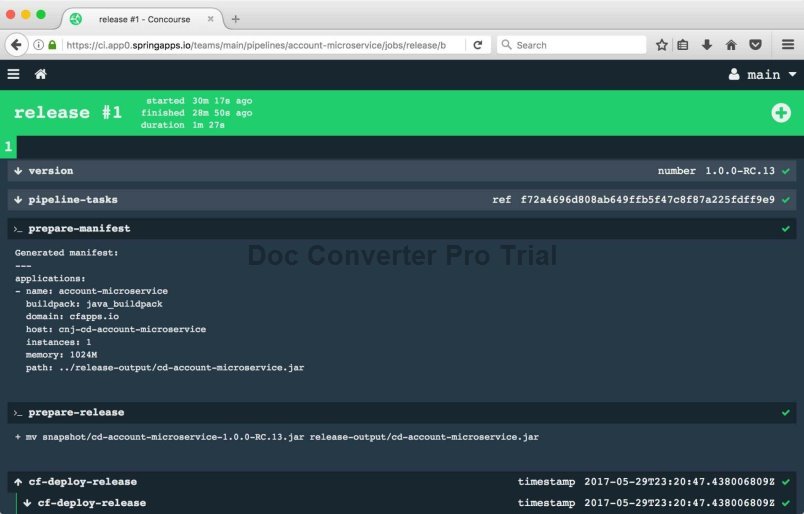 release #1 - Concourse
https://ci.app0.springapps.io/teams/main/pipelines/account-microservice/jobs/release/b
Search
main
release #1
started 30m 17s ago
finished 28m 50s ago
duration 1m 27s
1
version number 1.0.0-RC.13
pipeline-tasks ref f72a4696d808ab649ffb5f47c8f87a225fdff9e9
>_ prepare-manifest
Doc Converter Pro Trial
Generated manifest:
---
applications:
- name: account-microservice
buildpack: java_buildpack
domain: cfapps.io
host: cnj-cd-account-microservice
instances: 1
memory: 1024M
path: ../release-output/cd-account-microservice.jar
>_ prepare-release
+ mv snapshot/cd-account-microservice-1.0.0-RC.13.jar release-output/cd-account-microservice.jar
cf-deploy-release timestamp 2017-05-29T23:20:47.438006809Z
cf-deploy-release timestamp 2017-05-29T23:20:47.438006809Z